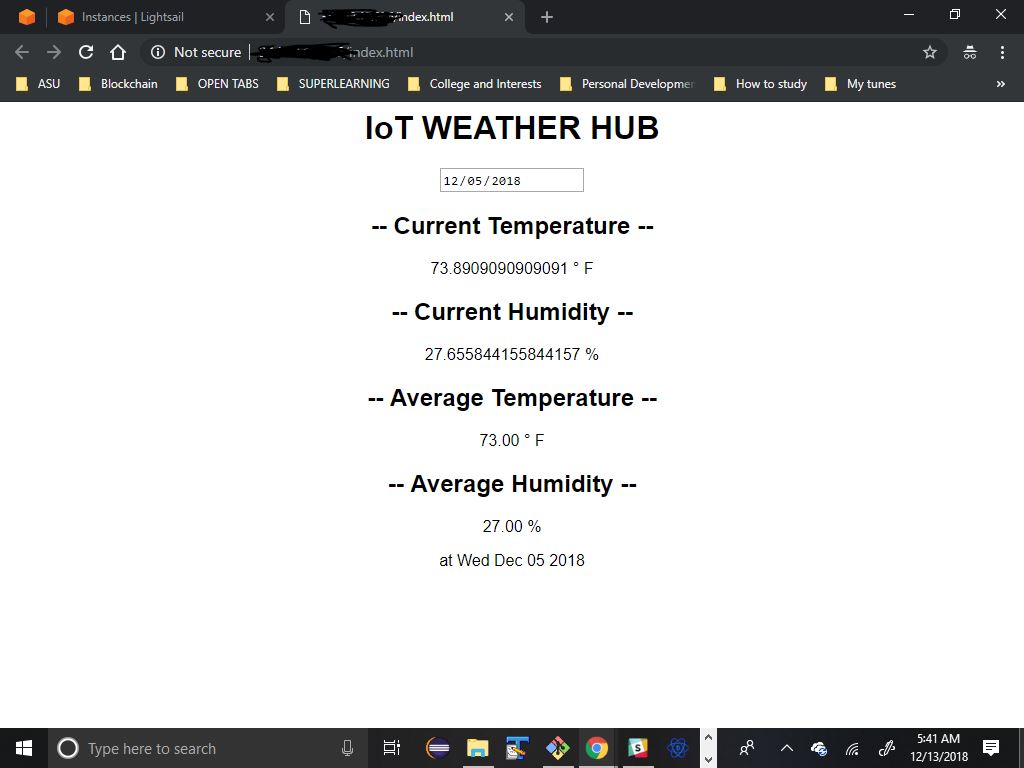 Instances | Lightsail
/index.html
Not secure
index.html
ASU
Blockchain
OPEN TABS
SUPERLEARNING
College and Interests
Personal Developmen
How to study
My tunes
IoT WEATHER HUB
12/05/2018
-- Current Temperature --
73.8909090909091 ° F
-- Current Humidity --
27.655844155844157 %
-- Average Temperature --
73.00 ° F
-- Average Humidity --
27.00 %
at Wed Dec 05 2018
Type here to search
5:41 AM
12/13/2018